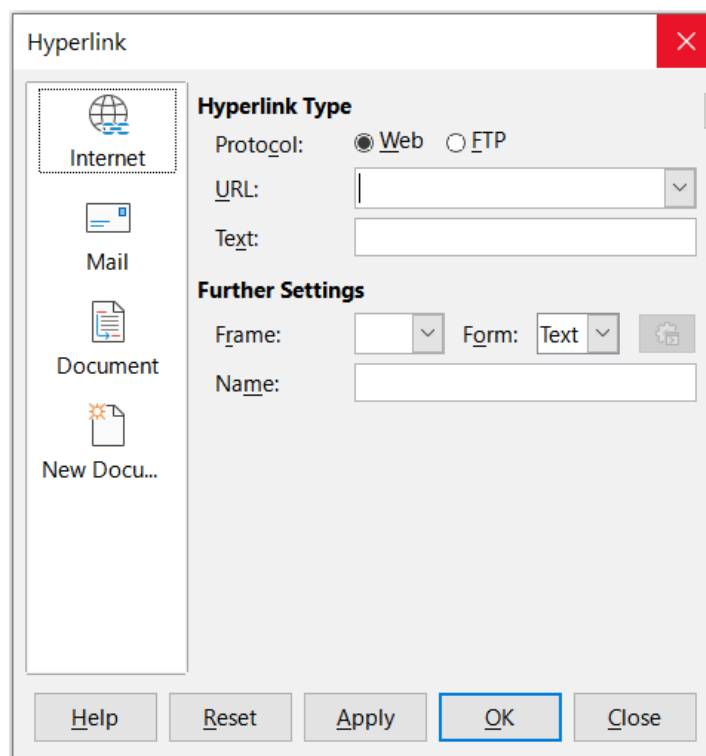 Hyperlink
Internet
Mail
Document
New Docu...
Hyperlink Type
Protocol: Web FTP
URL:
Text:
Further Settings
Frame: Form: Text
Name:
Help Reset Apply OK Close